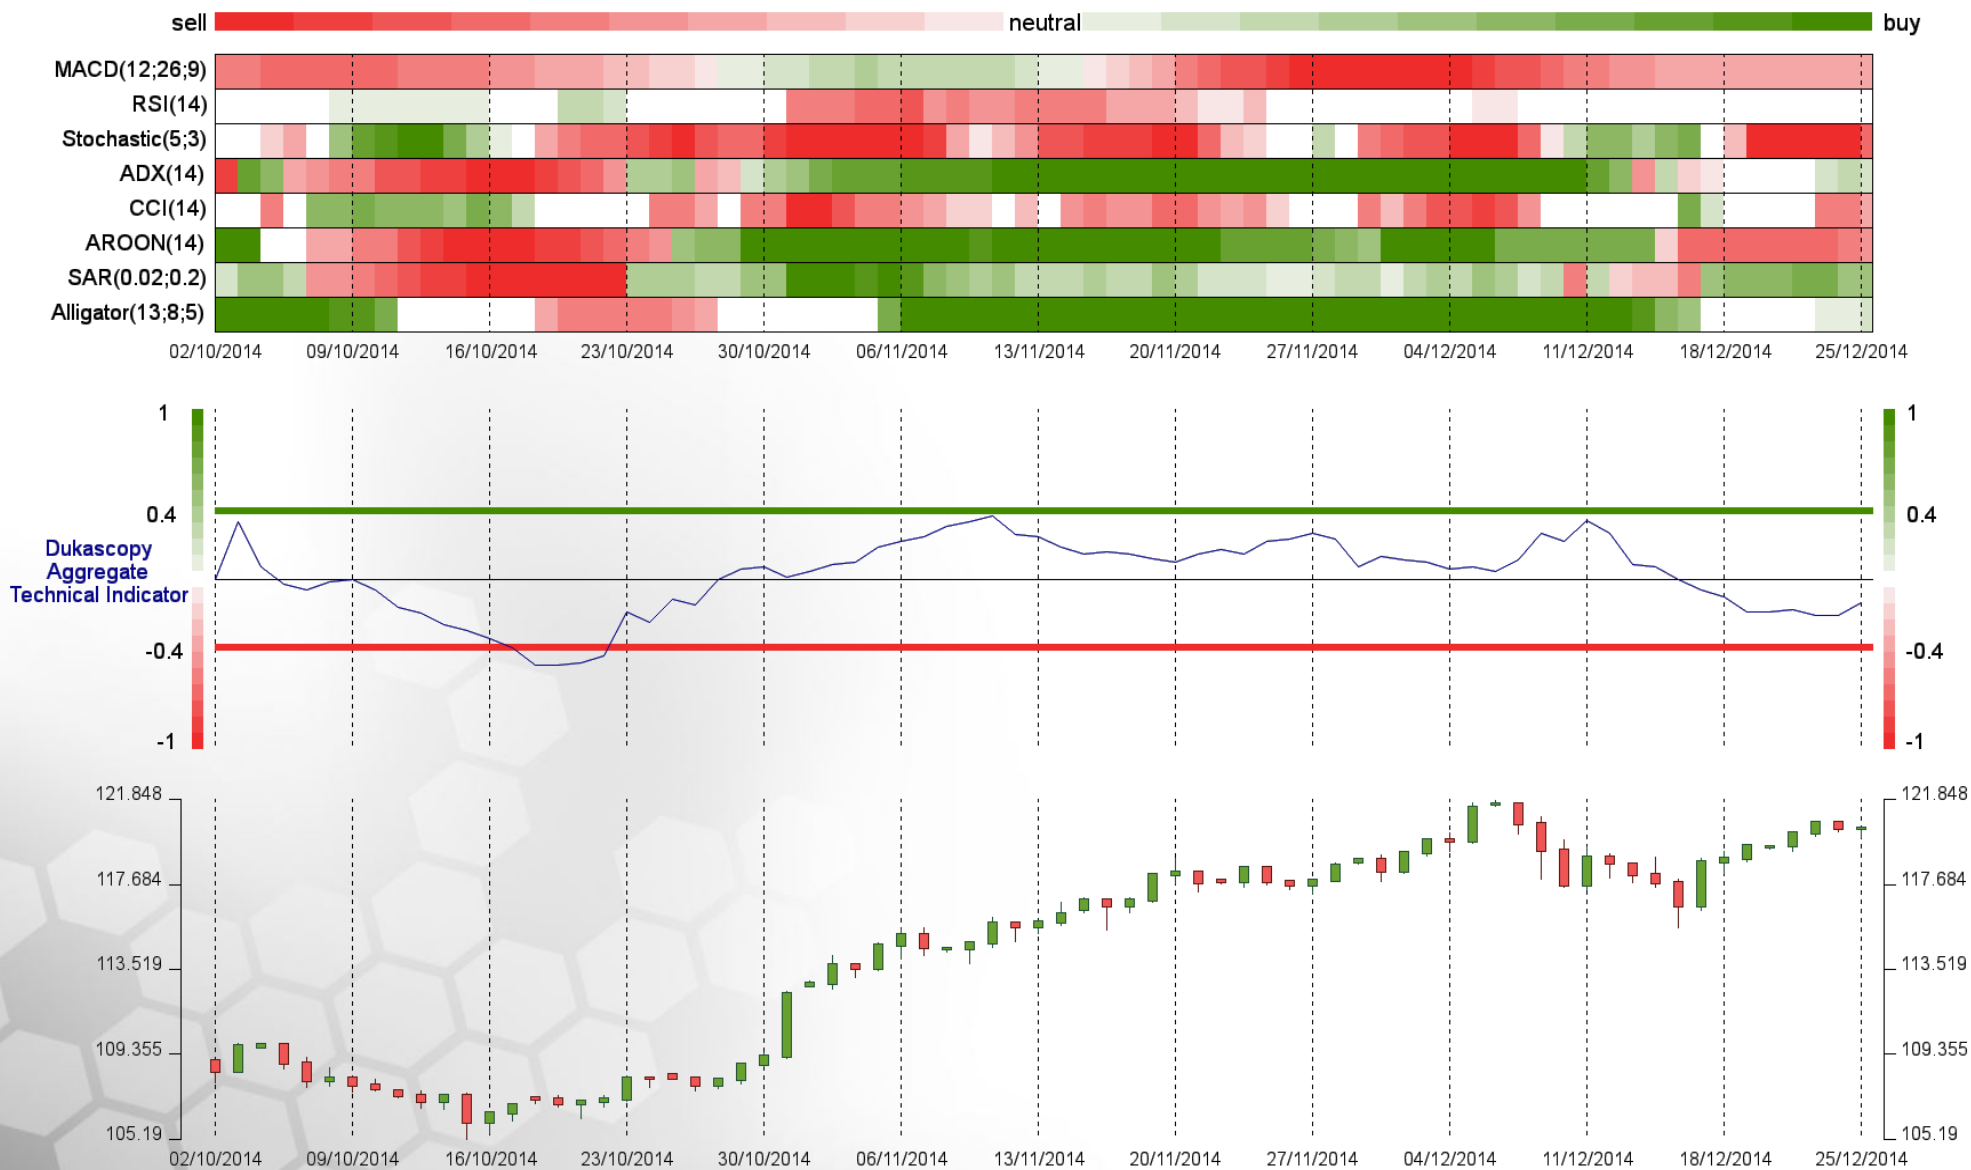 sell neutral buy
MACD(12;26;9)
RSI(14)
Stochastic(5;3)
ADX(14)
CCI(14)
AROON(14)
SAR(0.02;0.2)
Alligator(13;8;5)
02/10/2014 09/10/2014 16/10/2014 23/10/2014 30/10/2014 06/11/2014 13/11/2014 20/11/2014 27/11/2014 04/12/2014 11/12/2014 18/12/2014 25/12/2014
1 1
0.4 0.4
Dukascopy
Aggregate
Technical Indicator
-0.4 -0.4
-1 -1
121.848 121.848
117.684 117.684
113.519 113.519
109.355 109.355
105.19 105.19
02/10/2014 09/10/2014 16/10/2014 23/10/2014 30/10/2014 06/11/2014 13/11/2014 20/11/2014 27/11/2014 04/12/2014 11/12/2014 18/12/2014 25/12/2014